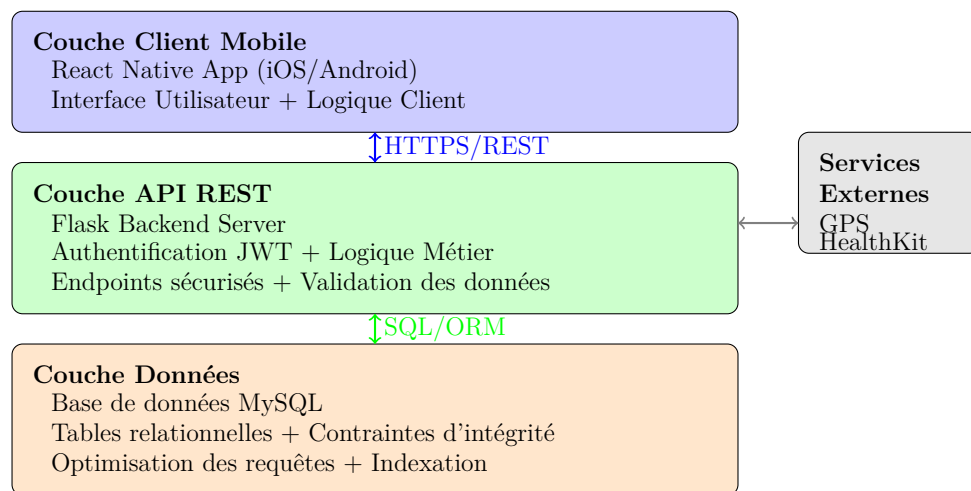 Couche Client Mobile
React Native App (iOS/Android)
Interface Utilisateur + Logique Client
HTTPS/REST
Couche API REST
Flask Backend Server
Authentification JWT + Logique Métier
Endpoints sécurisés + Validation des données
Services
Externes
GPS
HealthKit
SQL/ORM
Couche Données
Base de données MySQL
Tables relationnelles + Contraintes d'intégrité
Optimisation des requêtes + Indexation